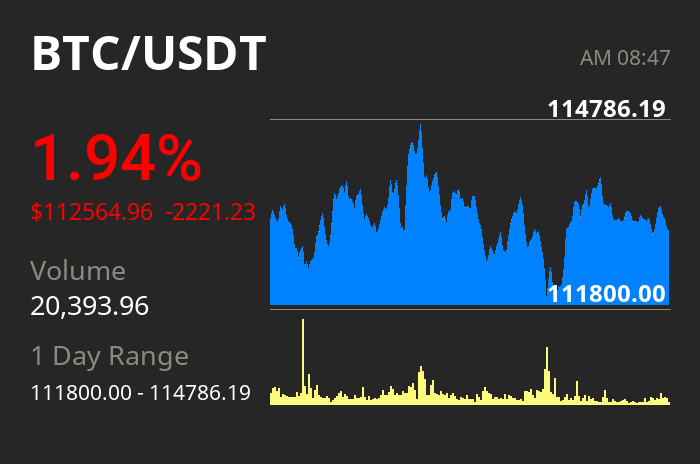 BTC/USDT
AM 08:47
114786.19
1.94%
$112564.96 -2221.23
Volume
20,393.96
111800.00
1 Day Range
111800.00 - 114786.19